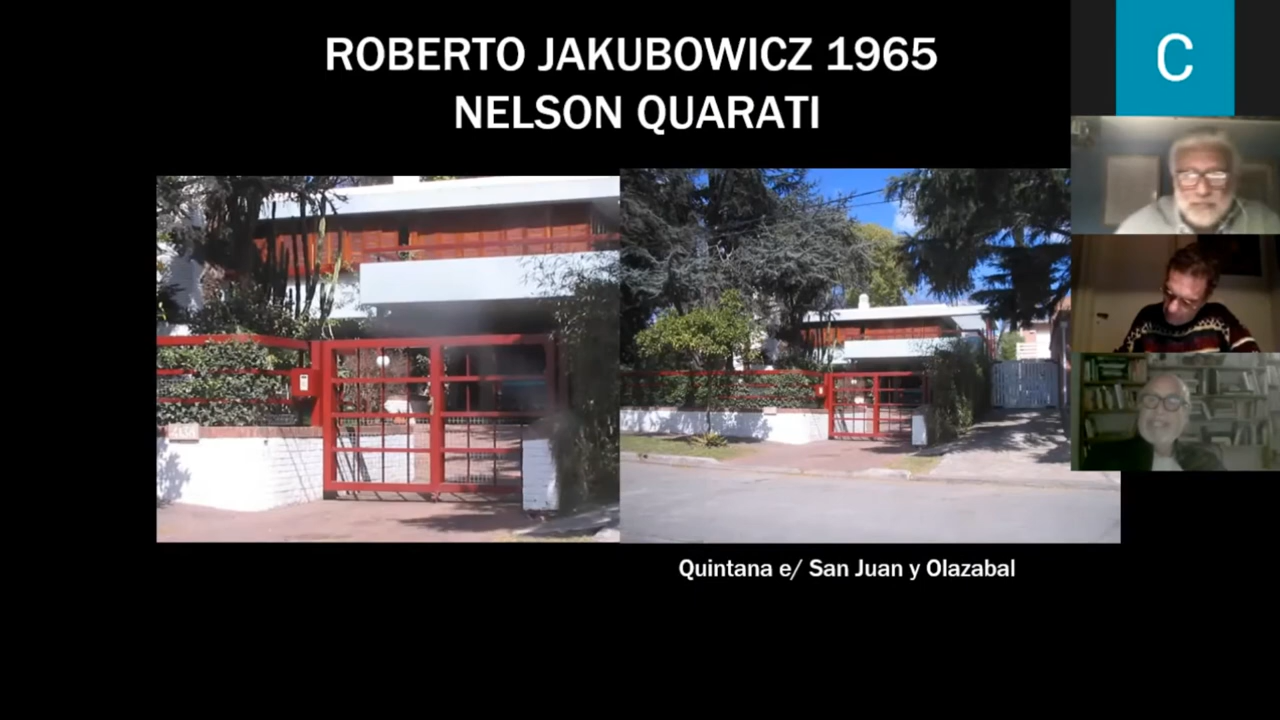 ROBERTO JAKUBOWICZ 1965
NELSON QUARATI
C
Quintana e/ San Juan y Olazabal